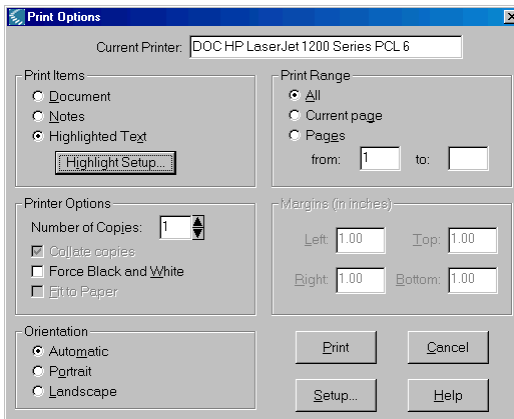 Print Options
Current Printer: DOC HP LaserJet 1200 Series PCL 6
Print Items
Document
Notes
Highlighted Text
Highlight Setup...
Print Range
All
Current page
Pages
from: 1 to:
Printer Options
Number of Copies: 1
Collate copies
Force Black and White
Fit to Paper
Margins (in inches)
Left: 1.00 Top: 1.00
Right: 1.00 Bottom: 1.00
Orientation
Automatic
Portrait
Landscape
Print Cancel
Setup... Help